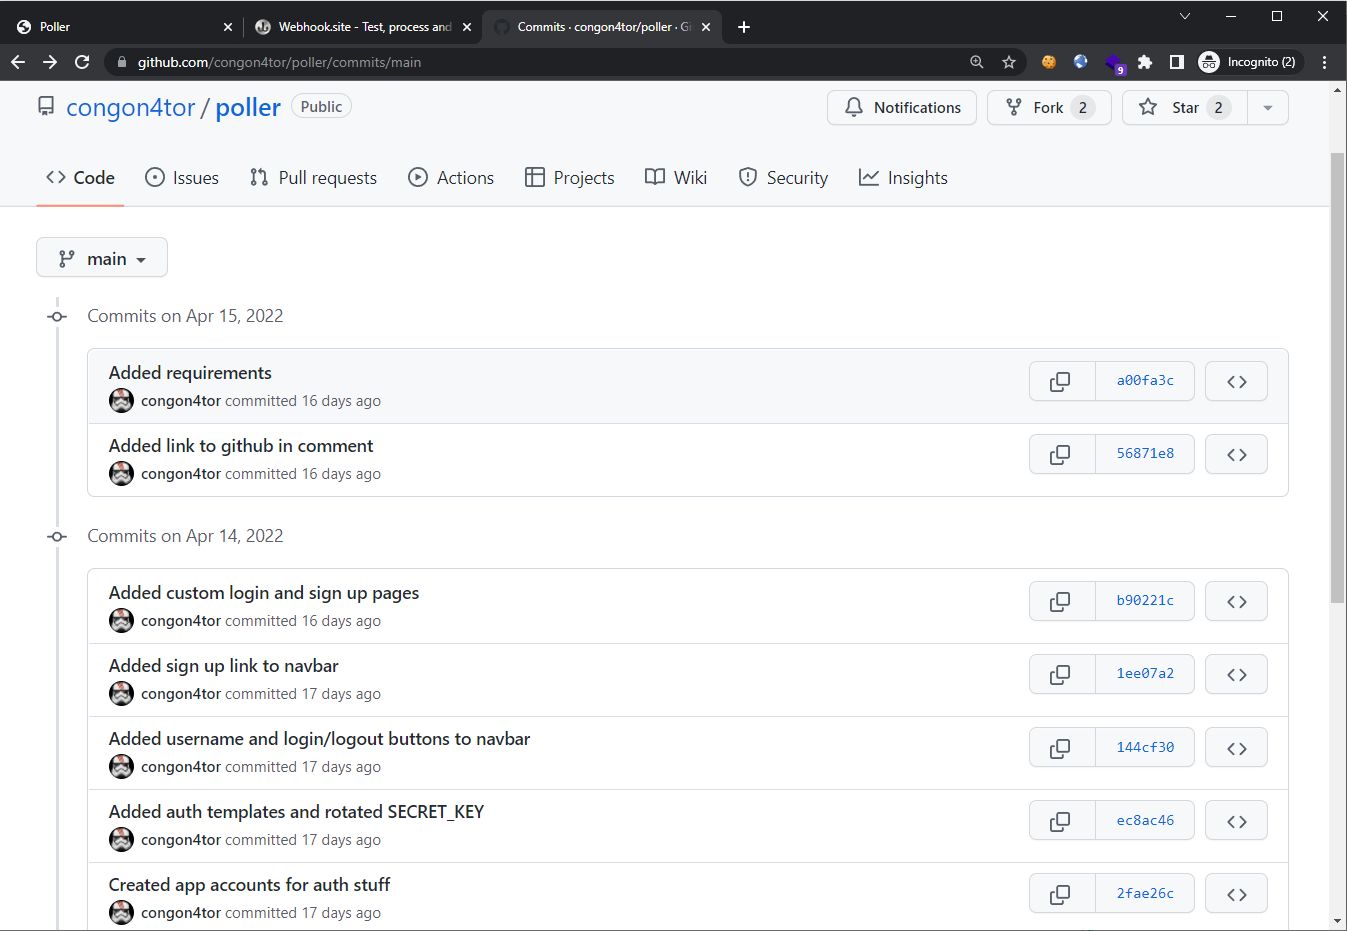 Poller
Webhook.site - Test, process and
Commits · congon4tor/poller · Gi
github.com/congon4tor/poller/commits/main
9
Incognito (2)
congon4tor / poller Public
Notifications
Fork 2
Star 2
Code
Issues
Pull requests
Actions
Projects
Wiki
Security
Insights
main
Commits on Apr 15, 2022
Added requirements
congon4tor committed 16 days ago
a00fa3c
Added link to github in comment
congon4tor committed 16 days ago
56871e8
Commits on Apr 14, 2022
Added custom login and sign up pages
congon4tor committed 16 days ago
b90221c
Added sign up link to navbar
congon4tor committed 17 days ago
1ee07a2
Added username and login/logout buttons to navbar
congon4tor committed 17 days ago
144cf30
Added auth templates and rotated SECRET_KEY
congon4tor committed 17 days ago
ec8ac46
Created app accounts for auth stuff
congon4tor committed 17 days ago
2fae26c